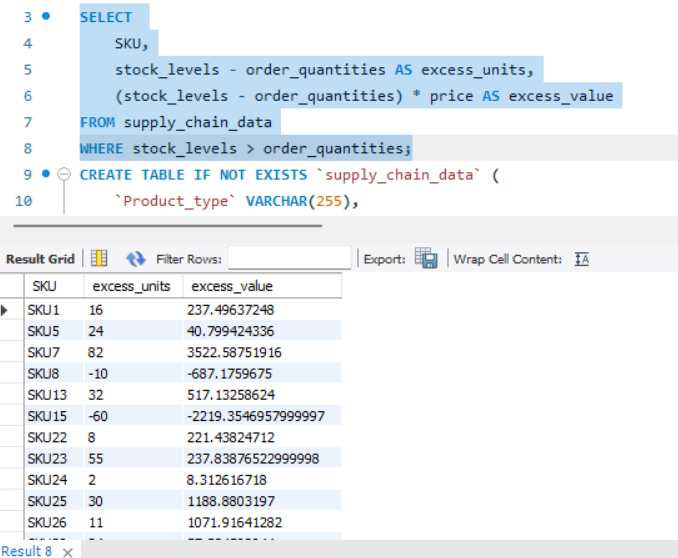 3 SELECT
4 SKU,
5 stock_levels - order_quantities AS excess_units,
6 (stock_levels - order_quantities) * price AS excess_value
7 FROM supply_chain_data
8 WHERE stock_levels > order_quantities;
9 CREATE TABLE IF NOT EXISTS `supply_chain_data` (
10 `Product_type` VARCHAR(255),
Result Grid Filter Rows: Export: Wrap Cell Content:
SKU excess_units excess_value
SKU1 16 237.49637248
SKU5 24 40.799424336
SKU7 82 3522.58751916
SKU8 -10 -687.1759675
SKU13 32 517.13258624
SKU15 -60 -2219.3546957999997
SKU22 8 221.43824712
SKU23 55 237.83876522999998
SKU24 2 8.312616718
SKU25 30 1188.8803197
SKU26 11 1071.91641282
Result 8